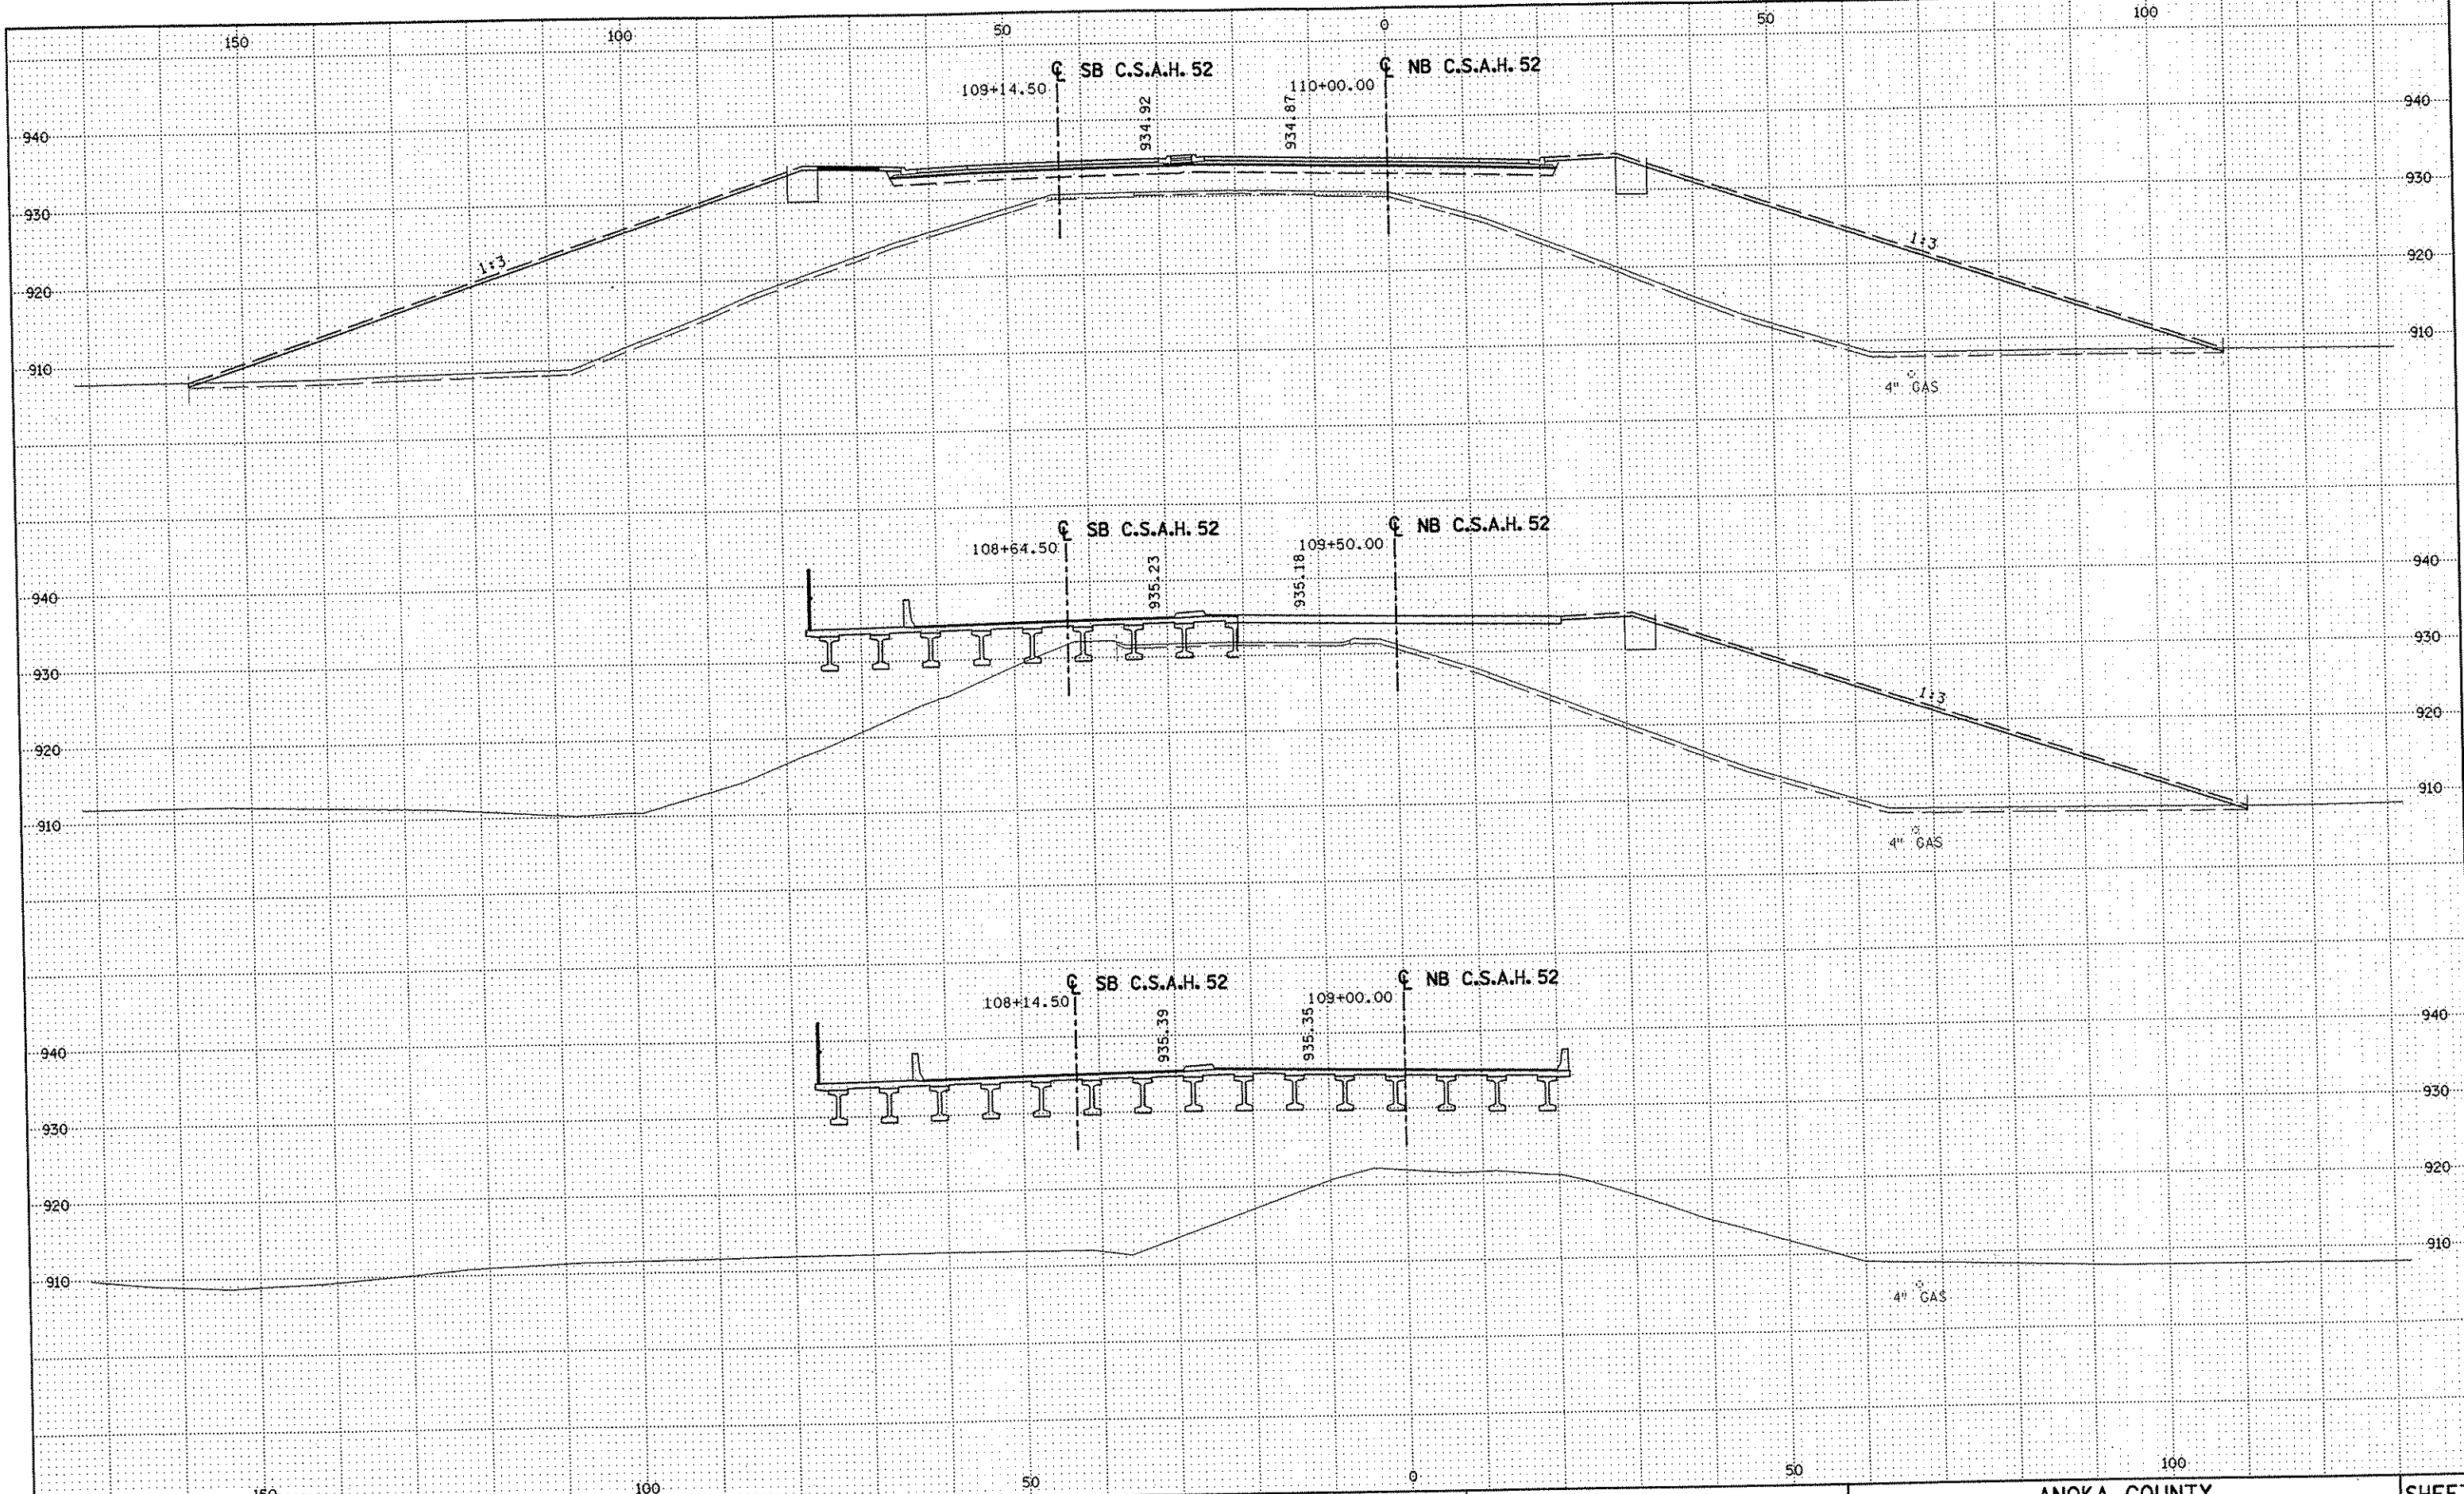 150 100 50 0 50 100
℄ SB C.S.A.H. 52 ℄ NB C.S.A.H. 52
109+14.50 110+00.00
934.92 934.87
940 940
930 930
1:3 1:3
920 920
910 910
4" GAS
℄ SB C.S.A.H. 52 ℄ NB C.S.A.H. 52
108+64.50 109+50.00
935.23 935.18
940 940
930 930
1:3
920 920
910 910
4" GAS
℄ SB C.S.A.H. 52 ℄ NB C.S.A.H. 52
108+14.50 109+00.00
935.39 935.35
940 940
930 930
920 920
910 910
4" GAS
150 100 50 0 50 100
ANOKA COUNTY SHEE